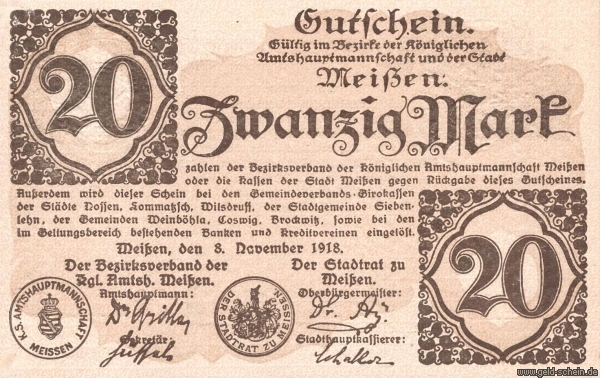 20
Gutschein.
Gültig im Bezirke der Königlichen
Amtshauptmannschaft und der Stadt
Meißen:
Zwanzig Mark
zahlen der Bezirksverband der Königlichen Amtshauptmannschaft Meißen
oder die Kassen der Stadt Meißen gegen Rückgabe dieses Gutscheines.
Außerdem wird dieser Schein bei den Gemeindeverbands-Girokassen
der Städte Nossen, Lommatzsch, Wilsdruff, der Stadtgemeinde Sieben-
lehn, der Gemeinden Weinböhla, Coswig, Brockwitz, sowie bei den
im Geltungsbereich bestehenden Banken und Kreditvereinen eingelöst.
Meißen, den 8. November 1918.
Der Bezirksverband der
Kgl. Amtsh. Meißen.
Amtshauptmann:
Sekretär:
Der Stadtrat zu
Meißen.
Oberbürgermeister:
Dr.
Stadthauptkassierer:
K.S. AMTSHAUPTMANNSCHAFT
MEISSEN
DER STADTRAT ZU MEISSEN
20
www.geld-schein.de